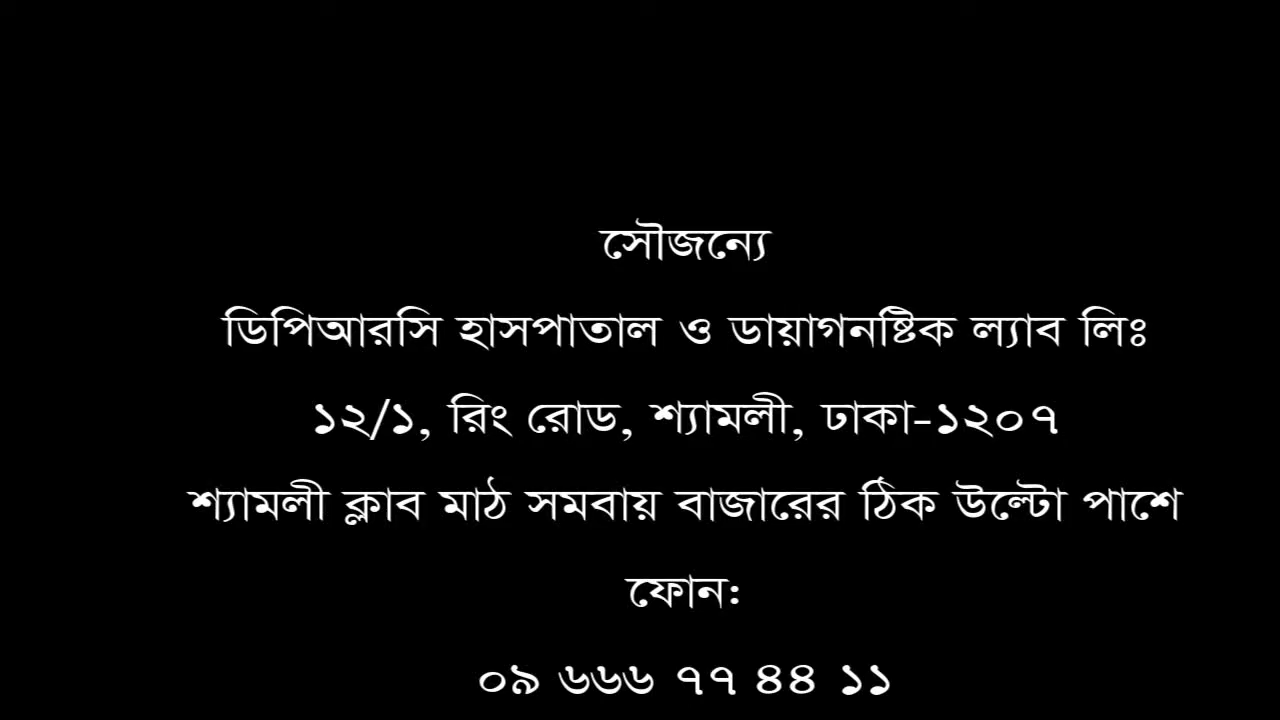 সৌজন্যে
ডিপিআরসি হাসপাতাল ও ডায়াগনষ্টিক ল্যাব লিঃ
১২/১, রিং রোড, শ্যামলী, ঢাকা-১২০৭
শ্যামলী ক্লাব মাঠ সমবায় বাজারের ঠিক উল্টো পাশে
ফোন:
০৯ ৬৬৬ ৭৭ ৪৪ ১১